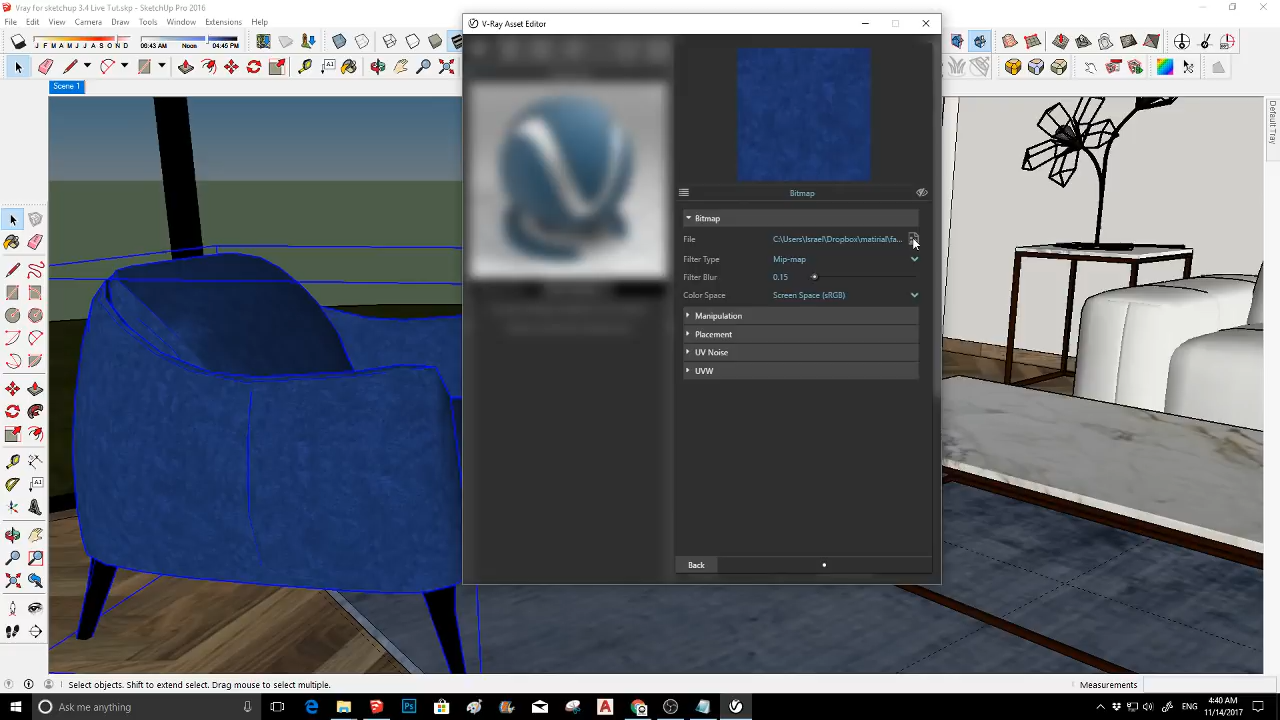 Vray for sketchup 3.4 Live Tut.skp - SketchUp Pro 2016
File Edit View Camera Draw Tools Window Extensions Help
J F M A M J J A S O N D
06:43 AM Noon 04:45 PM
Scene 1
V-Ray Asset Editor
Bitmap
Bitmap
File C:\Users\Israel\Dropbox\matirial\fa...
Filter Type Mip-map
Filter Blur 0.15
Color Space Screen Space (sRGB)
Manipulation
Placement
UV Noise
UVW
Back
Default Tray
Select objects. Shift to extend select. Drag mouse to select multiple.
Measurements
Ask me anything
ENG
4:40 AM
11/14/2017